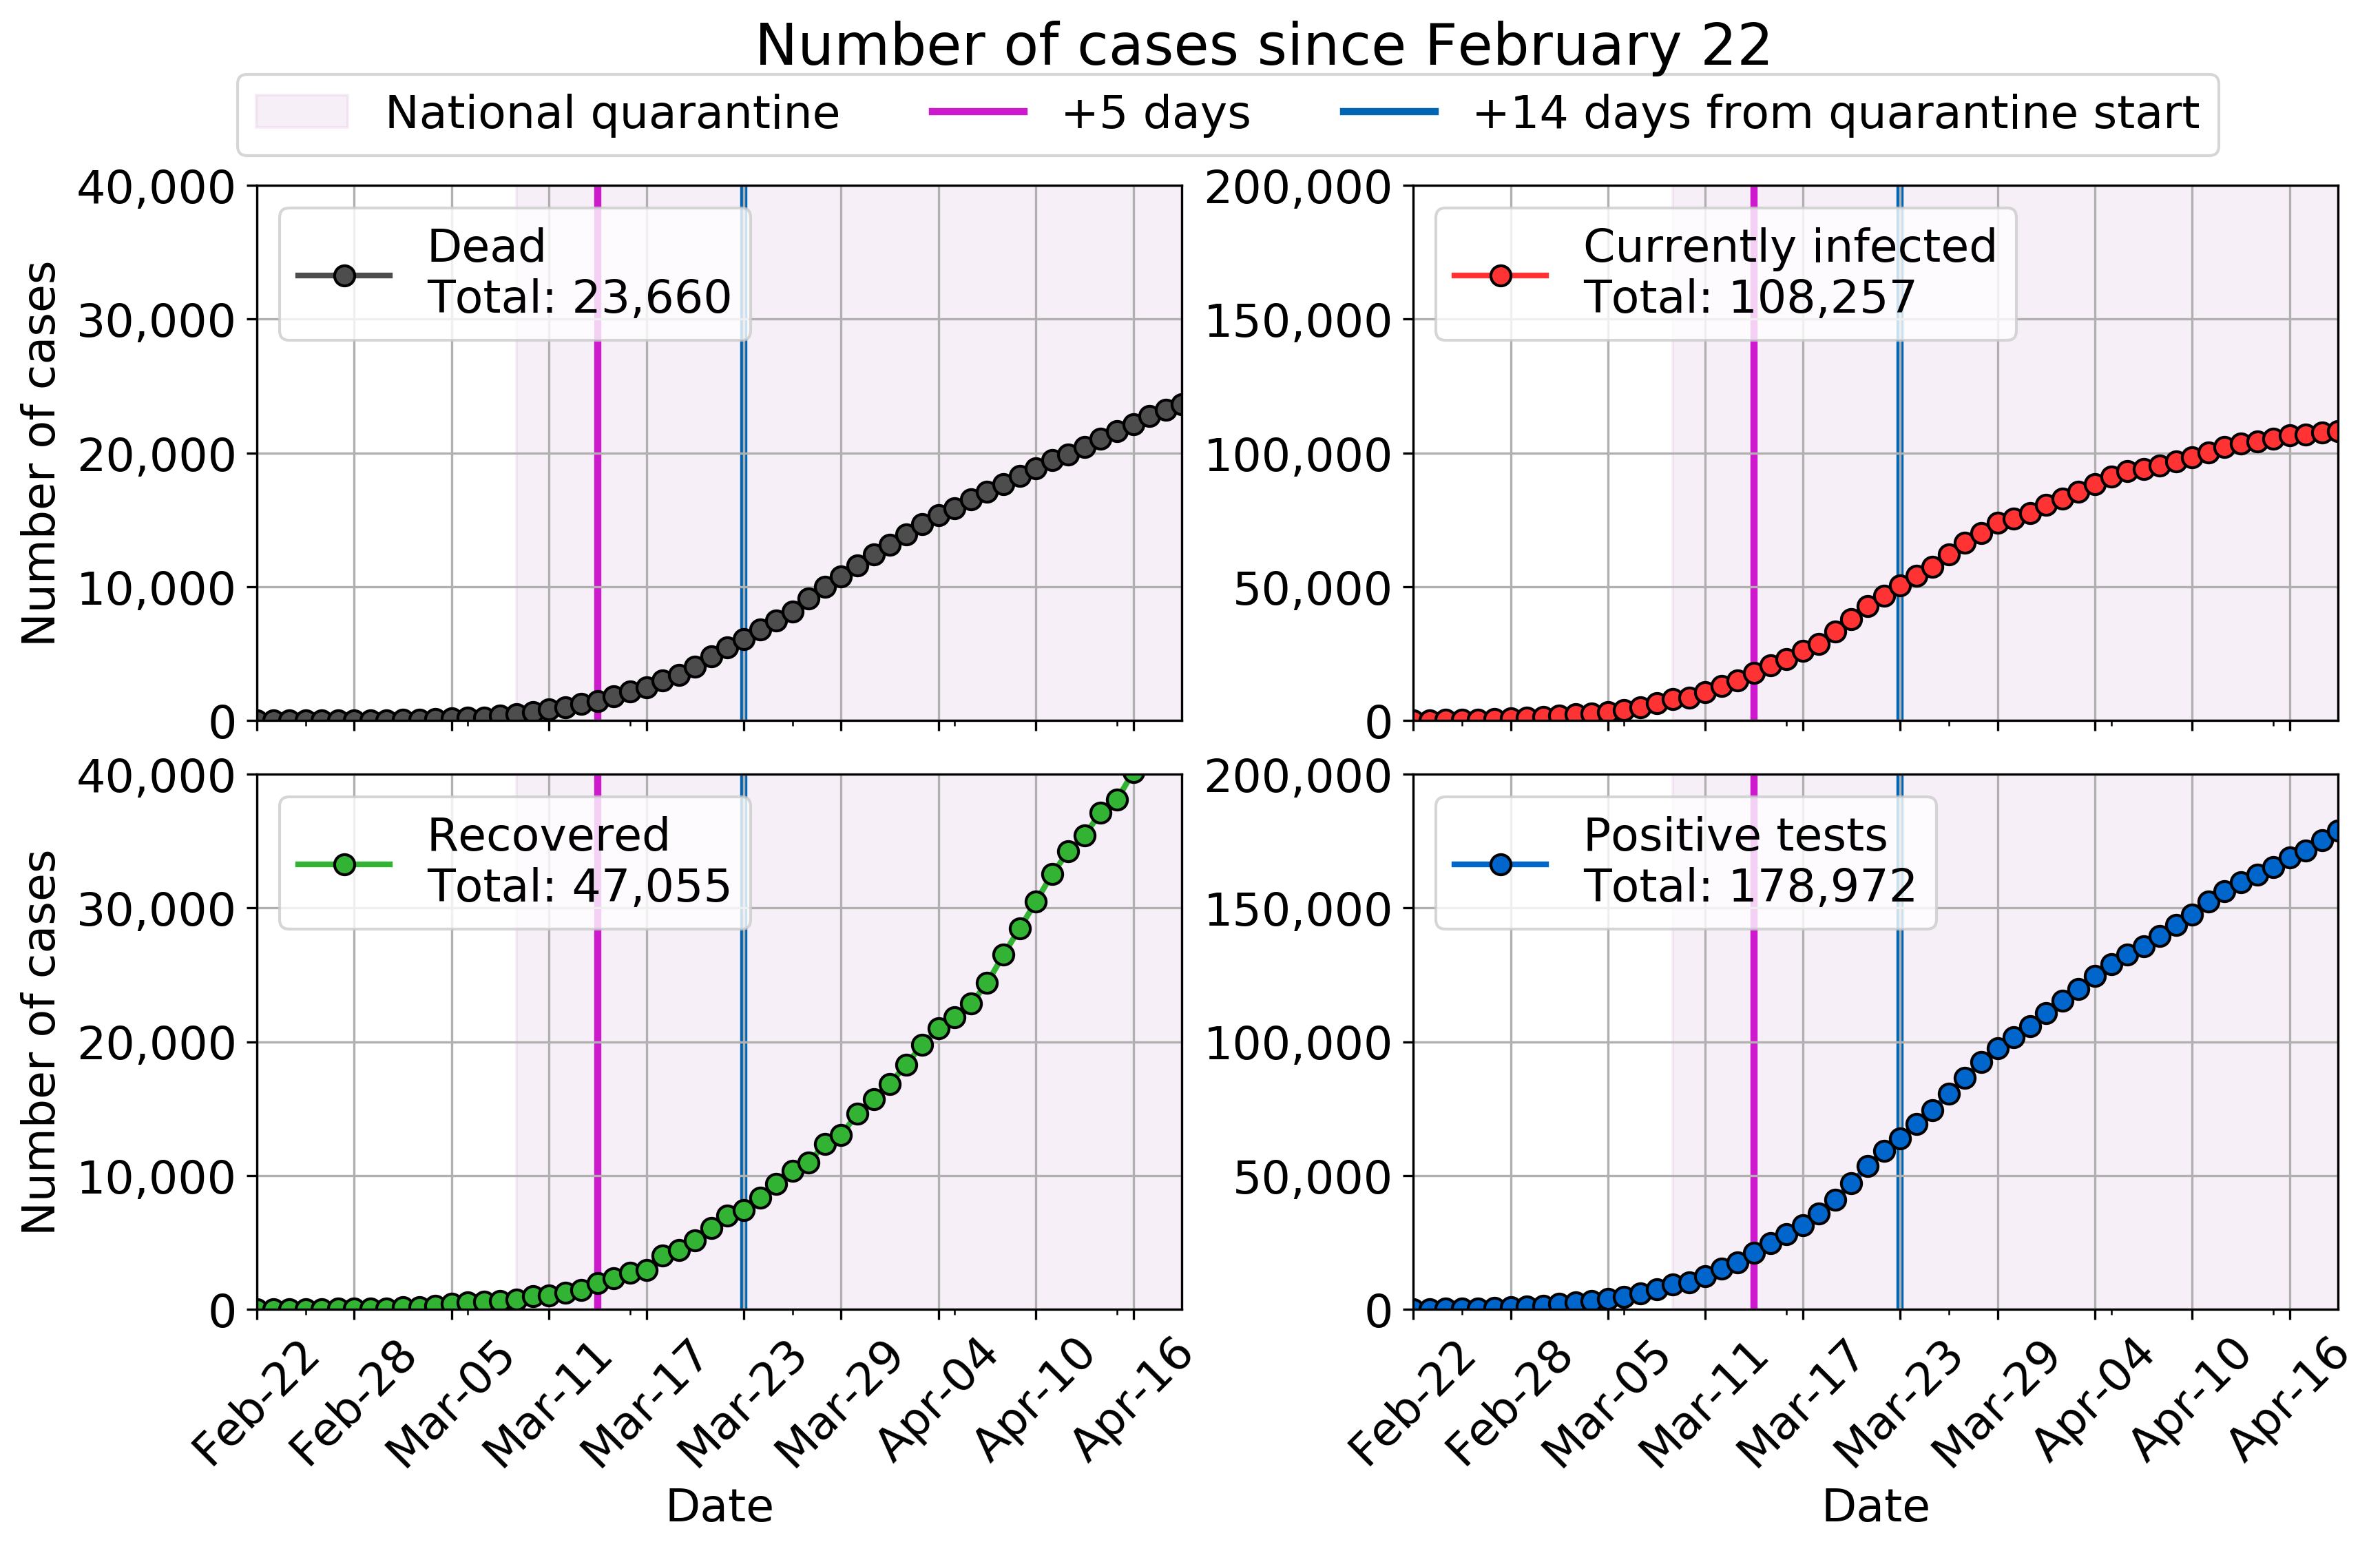 Number of cases since February 22
National quarantine +5 days +14 days from quarantine start
40,000
30,000
20,000
10,000
0
Number of cases
Dead
Total: 23,660
200,000
150,000
100,000
50,000
0
Currently infected
Total: 108,257
40,000
30,000
20,000
10,000
0
Number of cases
Recovered
Total: 47,055
Feb-22 Feb-28 Mar-05 Mar-11 Mar-17 Mar-23 Mar-29 Apr-04 Apr-10 Apr-16
Date
200,000
150,000
100,000
50,000
0
Positive tests
Total: 178,972
Feb-22 Feb-28 Mar-05 Mar-11 Mar-17 Mar-23 Mar-29 Apr-04 Apr-10 Apr-16
Date